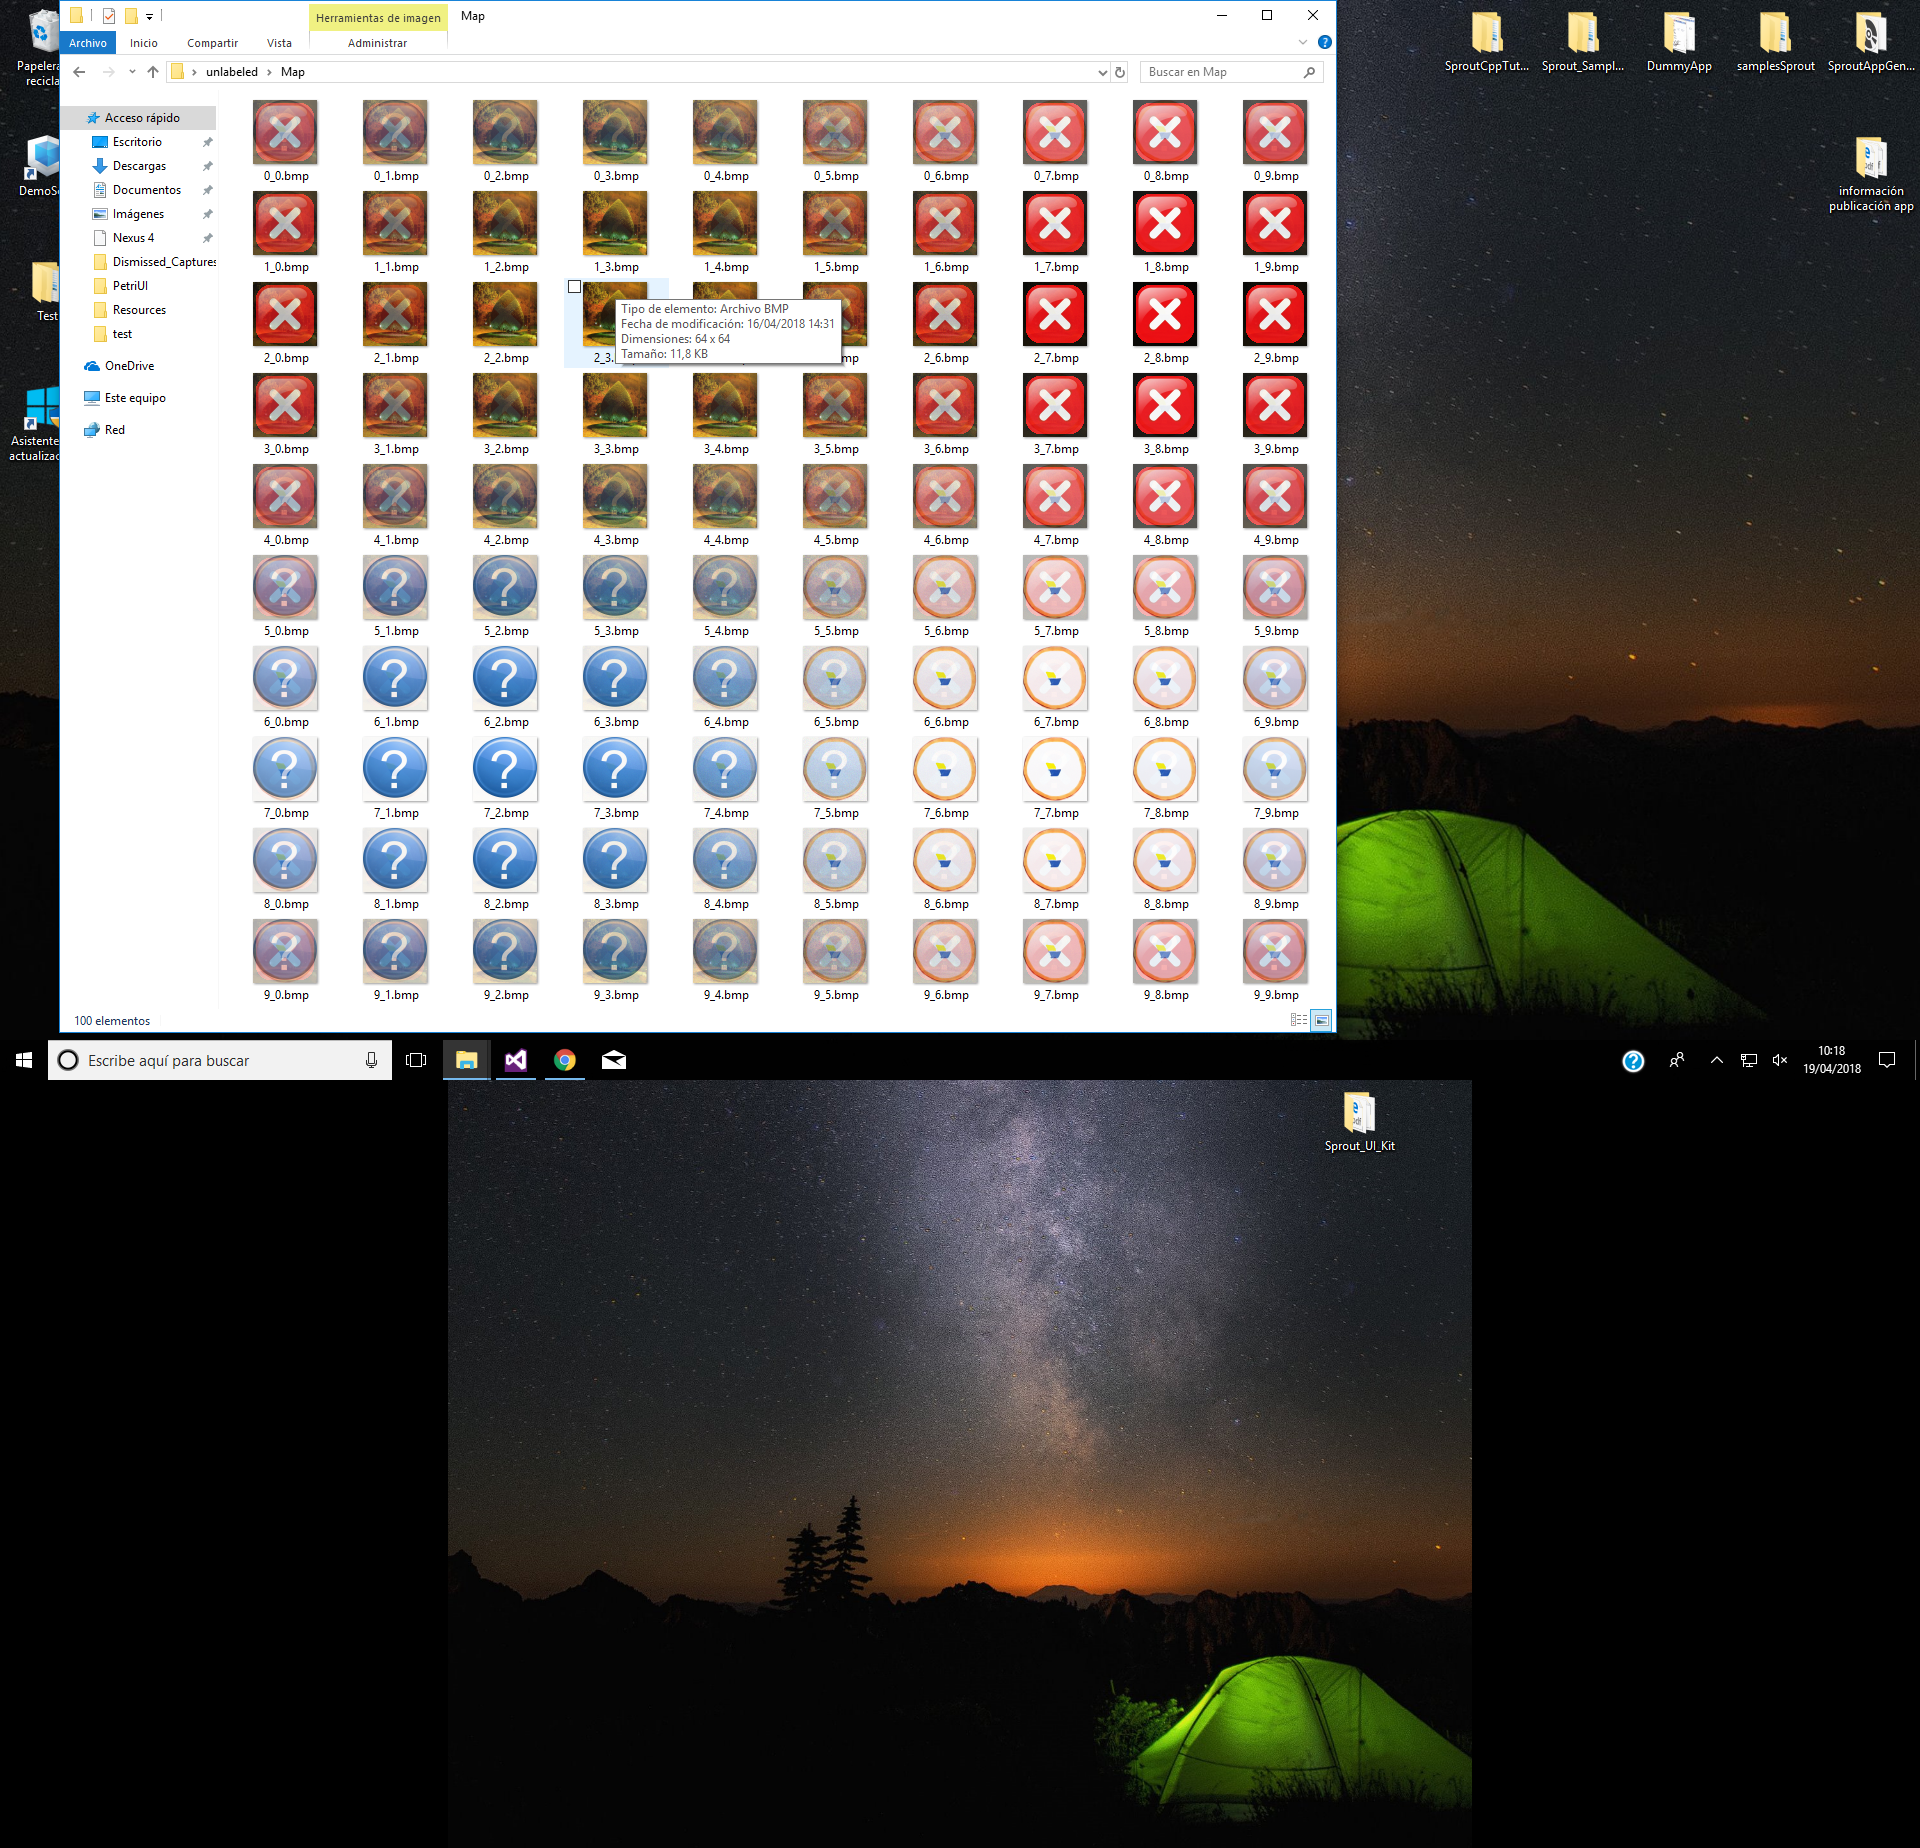 Herramientas de imagen
Map
Archivo
Inicio
Compartir
Vista
Administrar
unlabeled
Map
Buscar en Map
Acceso rápido
Escritorio
Descargas
Documentos
Imágenes
Nexus 4
Dismissed_Captures
PetriUI
Resources
test
OneDrive
Este equipo
Red
0_0.bmp 0_1.bmp 0_2.bmp 0_3.bmp 0_4.bmp 0_5.bmp 0_6.bmp 0_7.bmp 0_8.bmp 0_9.bmp
1_0.bmp 1_1.bmp 1_2.bmp 1_3.bmp 1_4.bmp 1_5.bmp 1_6.bmp 1_7.bmp 1_8.bmp 1_9.bmp
Tipo de elemento: Archivo BMP
Fecha de modificación: 16/04/2018 14:31
Dimensiones: 64 x 64
Tamaño: 11,8 KB
2_0.bmp 2_1.bmp 2_2.bmp 2_3. mp 2_6.bmp 2_7.bmp 2_8.bmp 2_9.bmp
3_0.bmp 3_1.bmp 3_2.bmp 3_3.bmp 3_4.bmp 3_5.bmp 3_6.bmp 3_7.bmp 3_8.bmp 3_9.bmp
4_0.bmp 4_1.bmp 4_2.bmp 4_3.bmp 4_4.bmp 4_5.bmp 4_6.bmp 4_7.bmp 4_8.bmp 4_9.bmp
5_0.bmp 5_1.bmp 5_2.bmp 5_3.bmp 5_4.bmp 5_5.bmp 5_6.bmp 5_7.bmp 5_8.bmp 5_9.bmp
6_0.bmp 6_1.bmp 6_2.bmp 6_3.bmp 6_4.bmp 6_5.bmp 6_6.bmp 6_7.bmp 6_8.bmp 6_9.bmp
7_0.bmp 7_1.bmp 7_2.bmp 7_3.bmp 7_4.bmp 7_5.bmp 7_6.bmp 7_7.bmp 7_8.bmp 7_9.bmp
8_0.bmp 8_1.bmp 8_2.bmp 8_3.bmp 8_4.bmp 8_5.bmp 8_6.bmp 8_7.bmp 8_8.bmp 8_9.bmp
9_0.bmp 9_1.bmp 9_2.bmp 9_3.bmp 9_4.bmp 9_5.bmp 9_6.bmp 9_7.bmp 9_8.bmp 9_9.bmp
100 elementos
Papelera
recicla
DemoS
Test
Asistente
actualizac
SproutCppTut...
Sprout_Sampl...
DummyApp
samplesSprout
SproutAppGen...
información
publicación app
Escribe aquí para buscar
10:18
19/04/2018
Sprout_UI_Kit